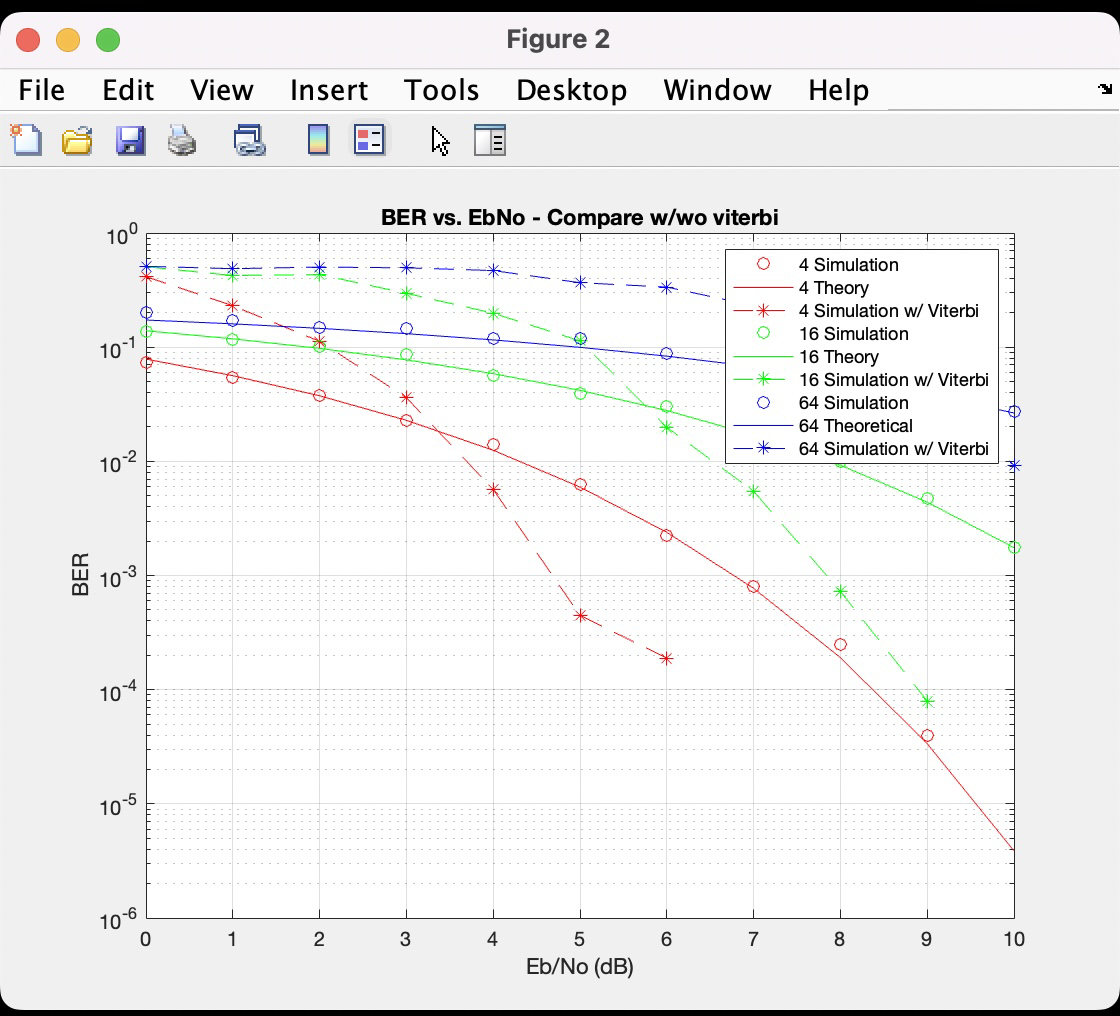 Figure 2
File Edit View Insert Tools Desktop Window Help
BER vs. EbNo - Compare w/wo viterbi
10^0
10^-1
10^-2
10^-3
10^-4
10^-5
10^-6
BER
4 Simulation
4 Theory
4 Simulation w/ Viterbi
16 Simulation
16 Theory
16 Simulation w/ Viterbi
64 Simulation
64 Theoretical
64 Simulation w/ Viterbi
0 1 2 3 4 5 6 7 8 9 10
Eb/No (dB)